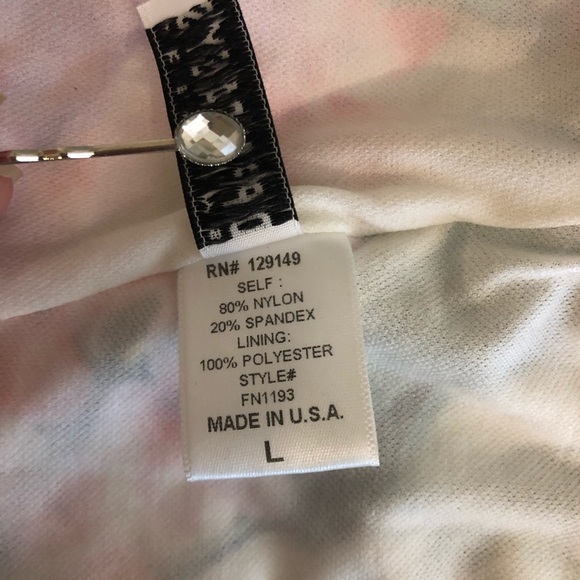 RN# 129149
SELF :
80% NYLON
20% SPANDEX
LINING:
100% POLYESTER
STYLE#
FN1193
MADE IN U.S.A.
L